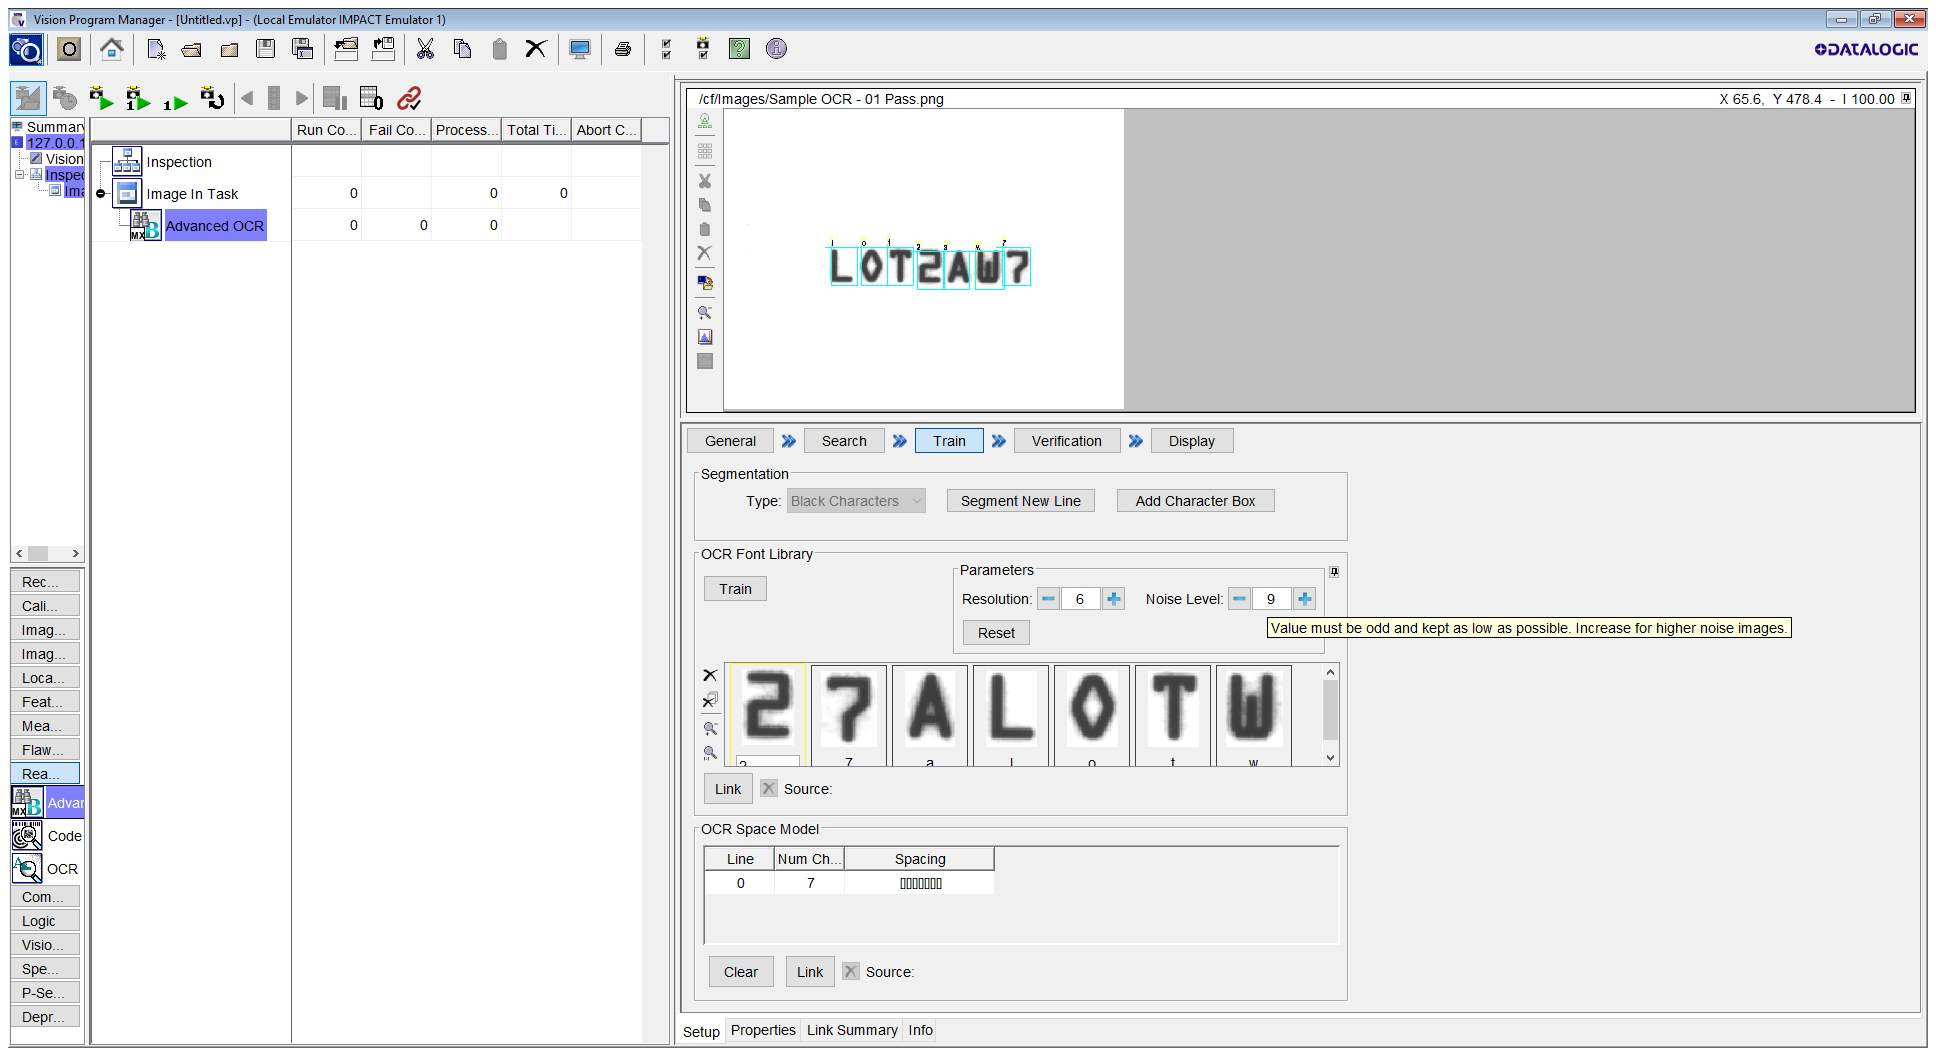 Vision Program Manager - [Untitled.vp] - (Local Emulator IMPACT Emulator 1)
DATALOGIC
Summary
127.0.0.1
Vision
Inspec
Ima
Run Co... Fail Co... Process... Total Ti... Abort C...
Inspection
Image In Task 0 0 0
Advanced OCR 0 0 0
Rec...
Cali...
Imag...
Imag...
Loca...
Feat...
Mea...
Flaw...
Rea...
Advar
Code
OCR
Com...
Logic
Visio...
Spe...
P-Se...
Depr...
/cf/Images/Sample OCR - 01 Pass.png X 65.6, Y 478.4 - I 100.00
l o t 2 a w 7
LOT2AW7
General Search Train Verification Display
Segmentation
Type: Black Characters Segment New Line Add Character Box
OCR Font Library
Train
Parameters
Resolution: 6 Noise Level: 9
Reset
Value must be odd and kept as low as possible. Increase for higher noise images.
2 7 A L O T W
2 7 a l o t w
Link Source:
OCR Space Model
Line Num Ch... Spacing
0 7
Clear Link Source:
Setup Properties Link Summary Info